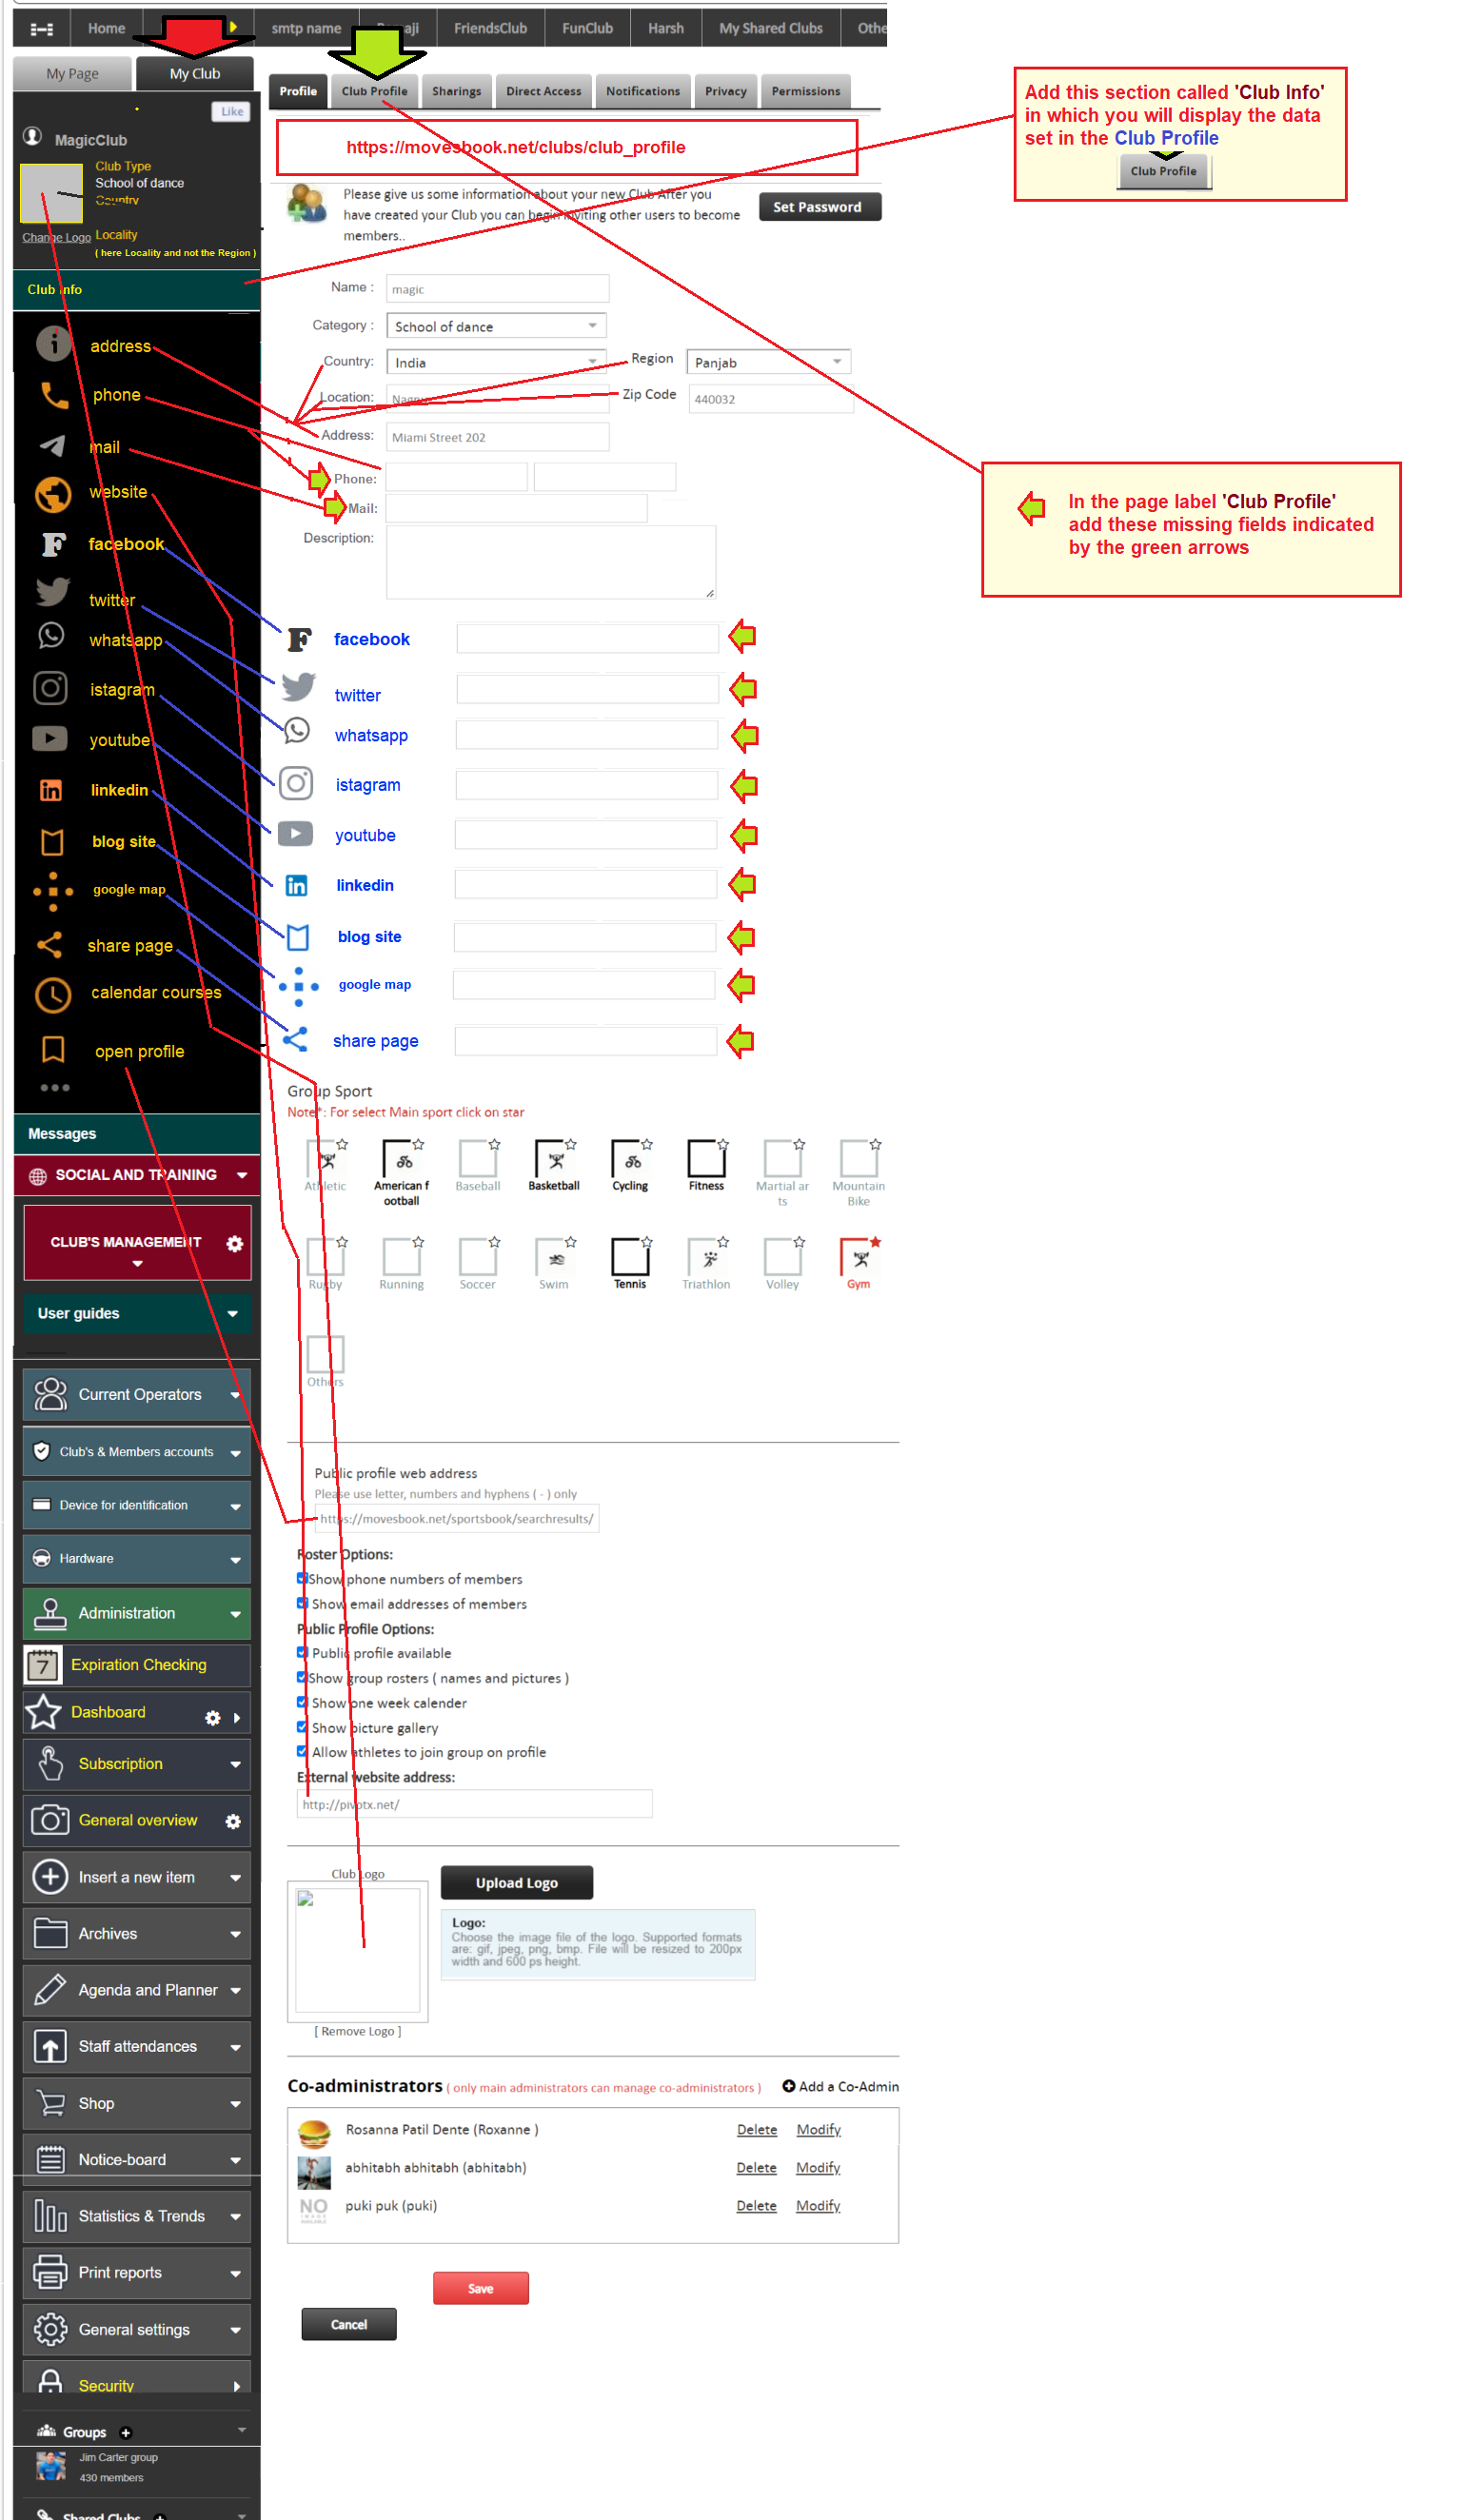 Home
smtp name
FriendsClub
FunClub
Harsh
My Shared Clubs
Othe
My Page
My Club
Profile
Club Profile
Sharings
Direct Access
Notifications
Privacy
Permissions
Add this section called 'Club Info'
in which you will display the data
set in the Club Profile
Club Profile
Like
MagicClub
https://movesbook.net/clubs/club_profile
Club Type
School of dance
Country
Change Logo
Locality
( here Locality and not the Region )
Please give us some information about your new Club After you
have created your Club you can begin inviting other users to become
members..
Set Password
Club Info
Name :
magic
Category :
School of dance
Country:
India
Region
Panjab
Location:
Zip Code
440032
Address:
Miami Street 202
Phone:
Mail:
Description:
In the page label 'Club Profile'
add these missing fields indicated
by the green arrows
address
phone
mail
website
facebook
twitter
whatsapp
istagram
youtube
linkedin
blog site
google map
share page
calendar courses
open profile
facebook
twitter
whatsapp
istagram
youtube
linkedin
blog site
google map
share page
Group Sport
Note*: For select Main sport click on star
Athletic
American f
ootball
Baseball
Basketball
Cycling
Fitness
Martial ar
ts
Mountain
Bike
Rugby
Running
Soccer
Swim
Tennis
Triathlon
Volley
Gym
Others
Messages
SOCIAL AND TRAINING
CLUB'S MANAGEMENT
User guides
Current Operators
Club's & Members accounts
Device for identification
Hardware
Administration
7
Expiration Checking
Dashboard
Subscription
General overview
Insert a new item
Archives
Agenda and Planner
Staff attendances
Shop
Notice-board
Statistics & Trends
Print reports
General settings
Security
Groups
Jim Carter group
430 members
Shared Clubs
Public profile web address
Please use letter, numbers and hyphens ( - ) only
https://movesbook.net/sportsbook/searchresults/
Roster Options:
Show phone numbers of members
Show email addresses of members
Public Profile Options:
Public profile available
Show group rosters ( names and pictures )
Show one week calender
Show picture gallery
Allow athletes to join group on profile
External website address:
http://pivotx.net/
Club Logo
Upload Logo
Logo:
Choose the image file of the logo. Supported formats
are: gif, jpeg, png, bmp. File will be resized to 200px
width and 600 ps height.
[ Remove Logo ]
Co-administrators ( only main administrators can manage co-administrators )
Add a Co-Admin
Rosanna Patil Dente (Roxanne )
Delete
Modify
abhitabh abhitabh (abhitabh)
Delete
Modify
NO
IMAGE
AVAILABLE
puki puk (puki)
Delete
Modify
Save
Cancel